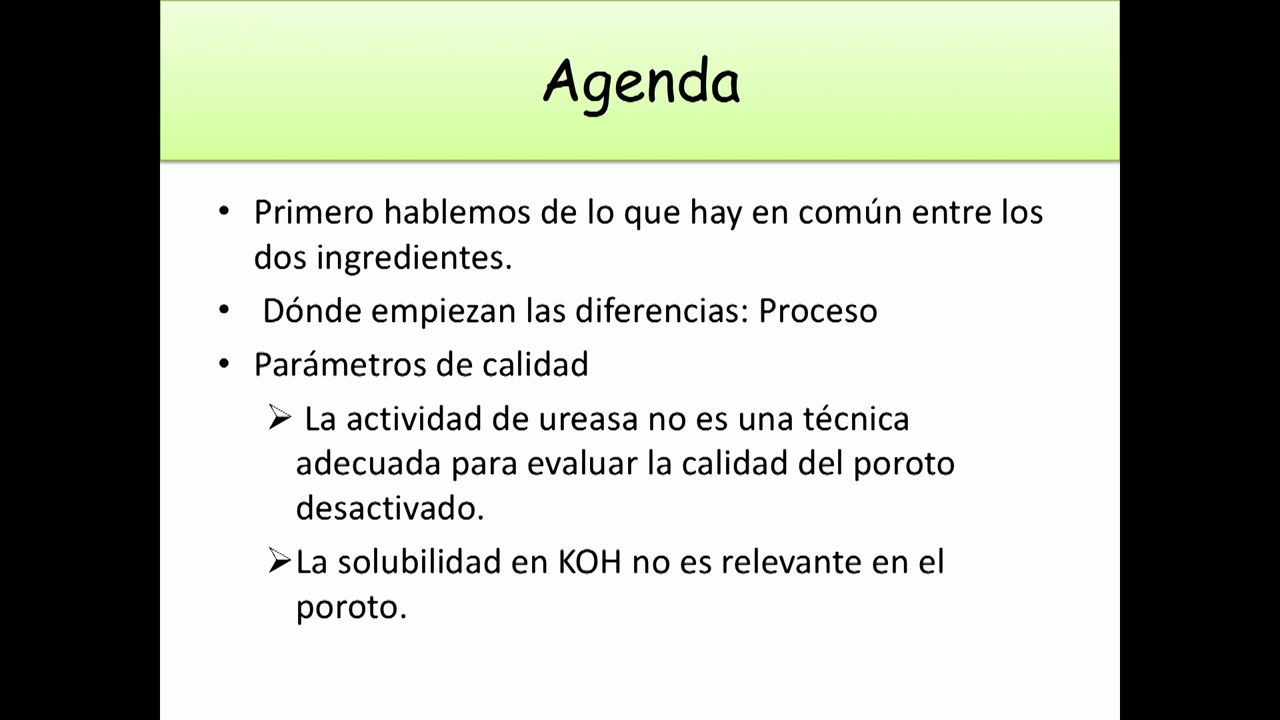 Agenda
• Primero hablemos de lo que hay en común entre los
dos ingredientes.
• Dónde empiezan las diferencias: Proceso
• Parámetros de calidad
➢ La actividad de ureasa no es una técnica
adecuada para evaluar la calidad del poroto
desactivado.
➢La solubilidad en KOH no es relevante en el
poroto.